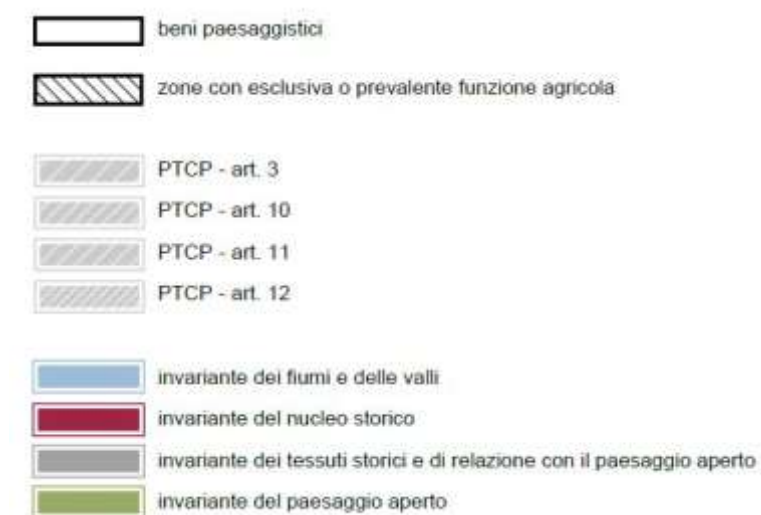 beni paesaggistici
zone con esclusiva o prevalente funzione agricola
PTCP - art. 3
PTCP - art. 10
PTCP - art. 11
PTCP - art. 12
invariante dei fiumi e delle valli
invariante del nucleo storico
invariante dei tessuti storici e di relazione con il paesaggio aperto
invariante del paesaggio aperto